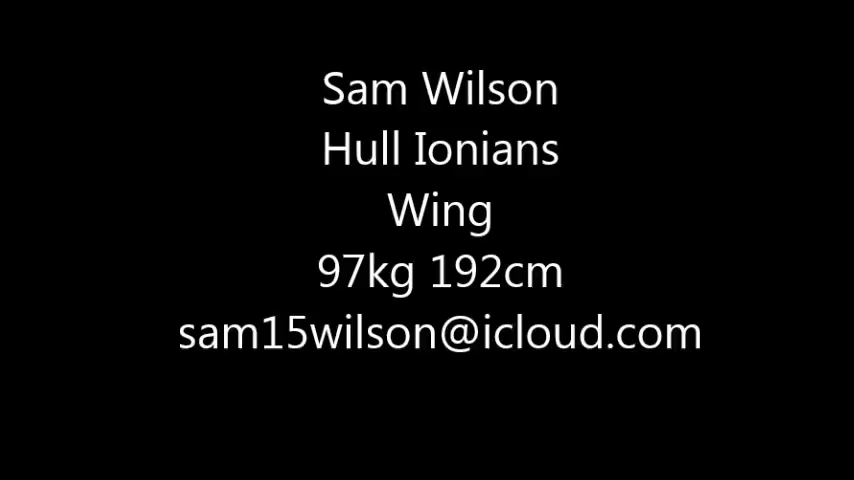 Sam Wilson
Hull Ionians
Wing
97kg 192cm
sam15wilson@icloud.com